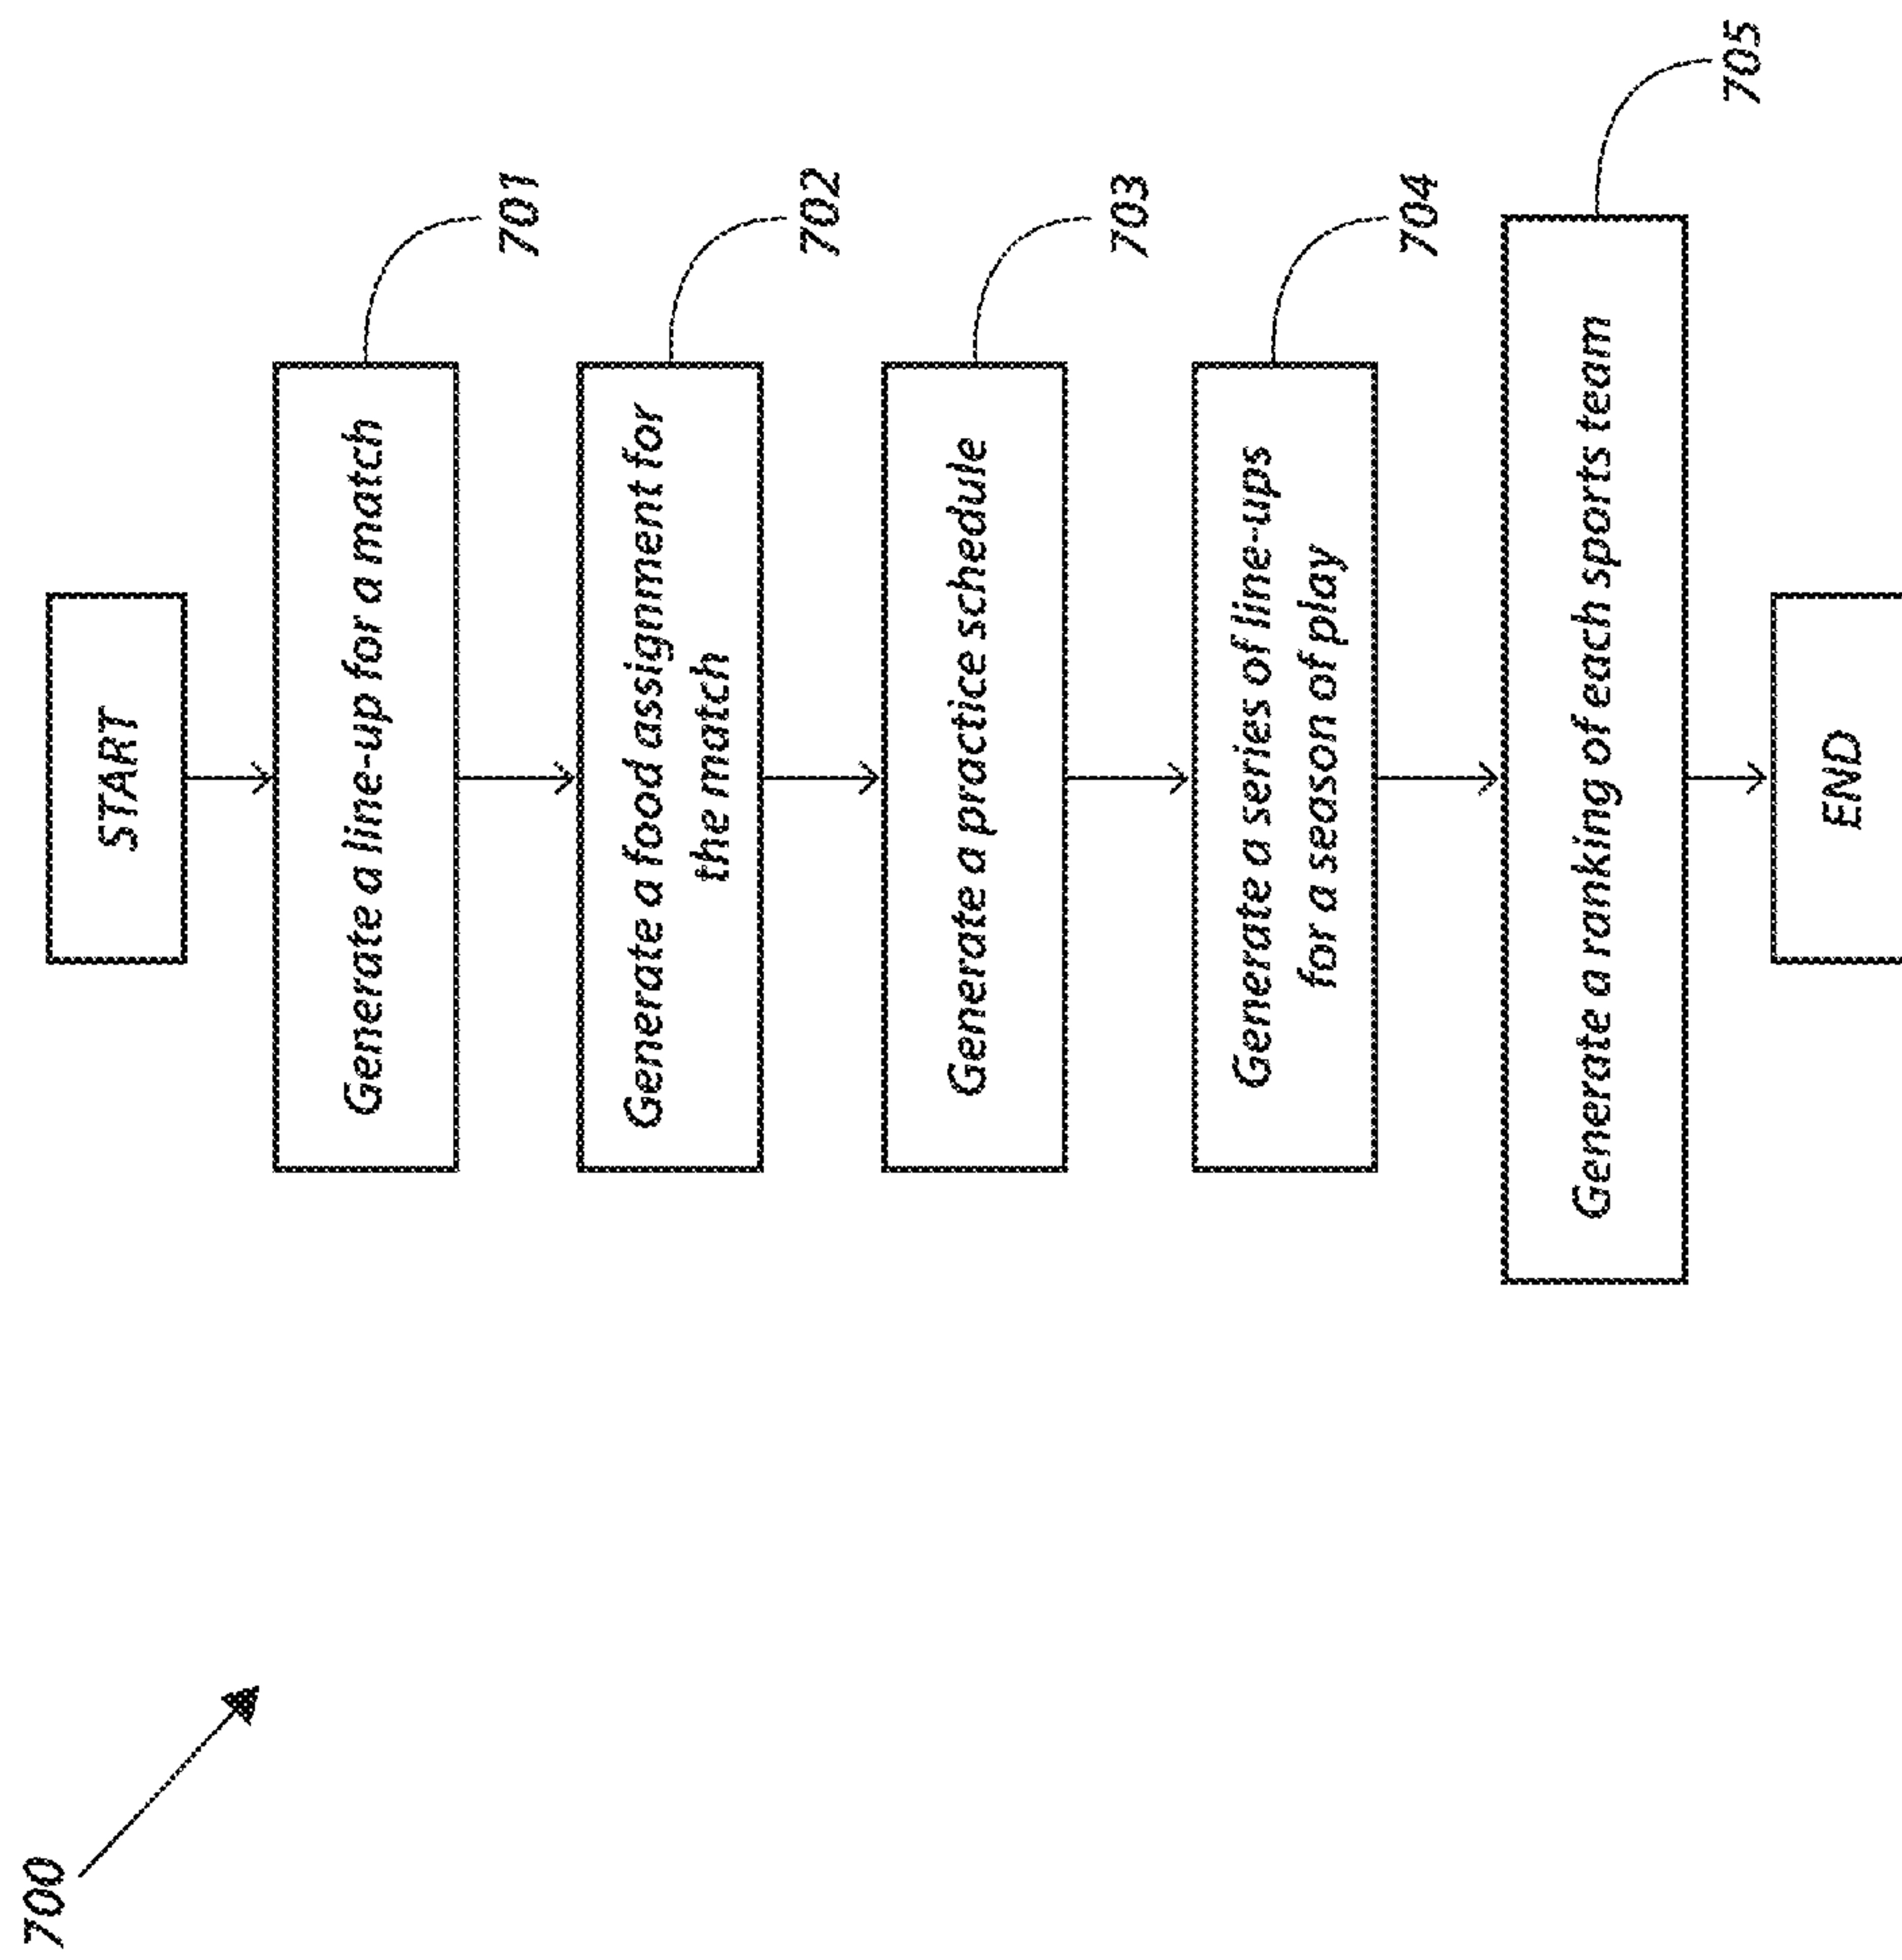 700
START
Generate a line-up for a match
701
Generate a food assignment for
the match
702
Generate a practice schedule
703
Generate a series of line-ups
for a season of play
704
Generate a ranking of each sports team
705
END